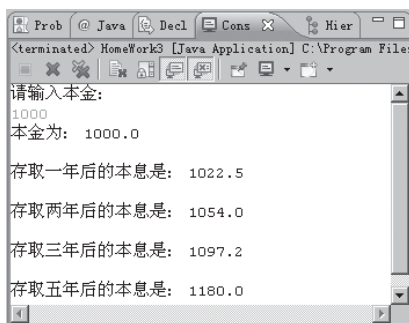 Prob @ Java Decl Cons Hier
<terminated> HomeWork3 [Java Application] C:\Program File
请输入本金：
1000
本金为： 1000.0
存取一年后的本息是： 1022.5
存取两年后的本息是： 1054.0
存取三年后的本息是： 1097.2
存取五年后的本息是： 1180.0